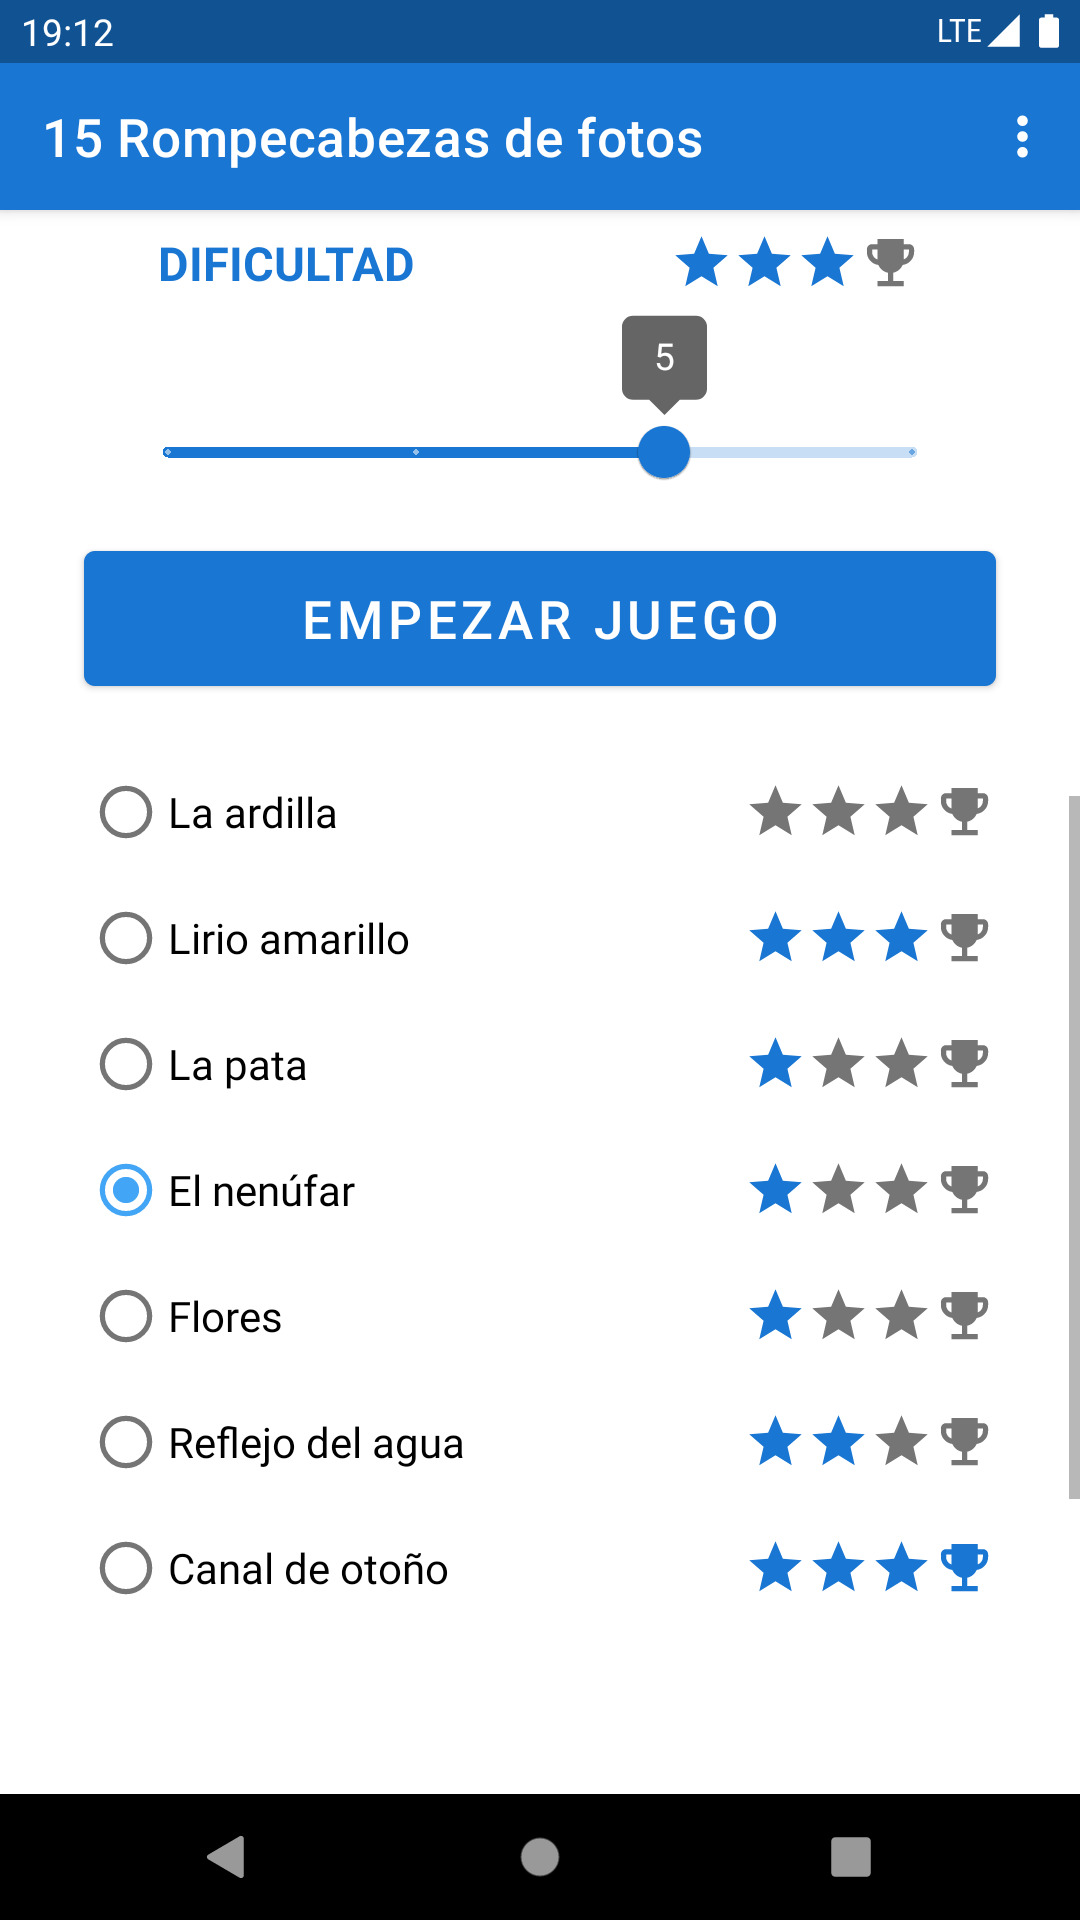 19:12
LTE
15 Rompecabezas de fotos
DIFICULTAD
5
EMPEZAR JUEGO
La ardilla
Lirio amarillo
La pata
El nenúfar
Flores
Reflejo del agua
Canal de otoño